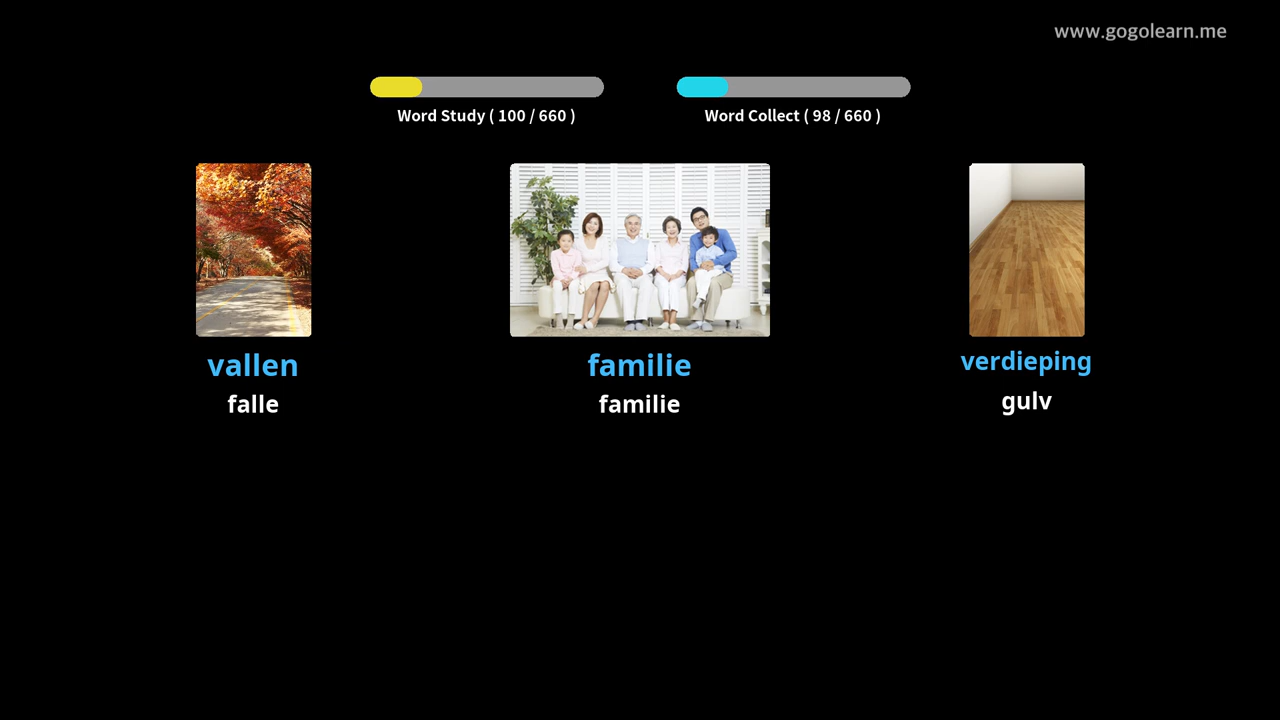 www.gogolearn.me
Word Study ( 100 / 660 )
Word Collect ( 98 / 660 )
vallen
falle
familie
familie
verdieping
gulv